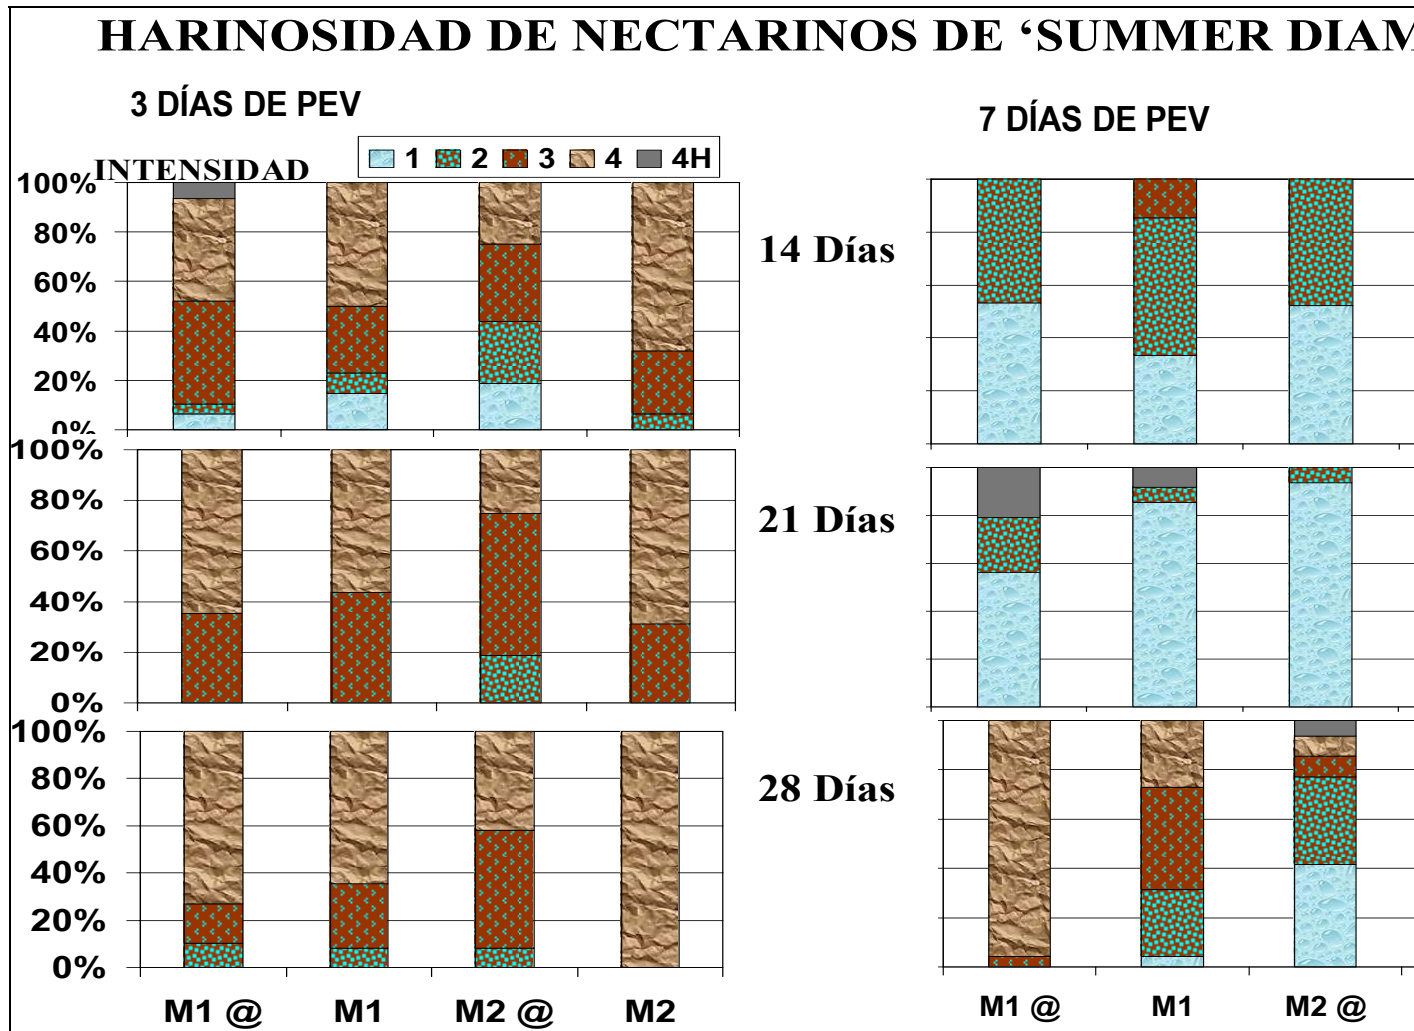 HARINOSIDAD DE NECTARINOS DE ‘SUMMER DIAM
3 DÍAS DE PEV
7 DÍAS DE PEV
INTENSIDAD
1 2 3 4 4H
100%
80%
60%
40%
20%
0%
14 Días
100%
80%
60%
40%
20%
0%
21 Días
100%
80%
60%
40%
20%
0%
28 Días
M1 @ M1 M2 @ M2
M1 @ M1 M2 @